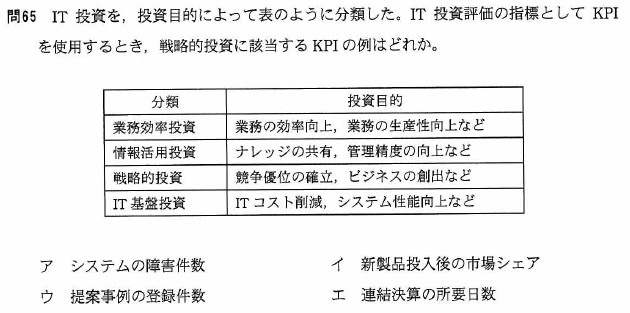 問65 IT 投資を，投資目的によって表のように分類した。IT 投資評価の指標として KPI
を使用するとき，戦略的投資に該当する KPI の例はどれか。
分類 投資目的
業務効率投資 業務の効率向上，業務の生産性向上など
情報活用投資 ナレッジの共有，管理精度の向上など
戦略的投資 競争優位の確立，ビジネスの創出など
IT 基盤投資 IT コスト削減，システム性能向上など
ア システムの障害件数 イ 新製品投入後の市場シェア
ウ 提案事例の登録件数 エ 連結決算の所要日数